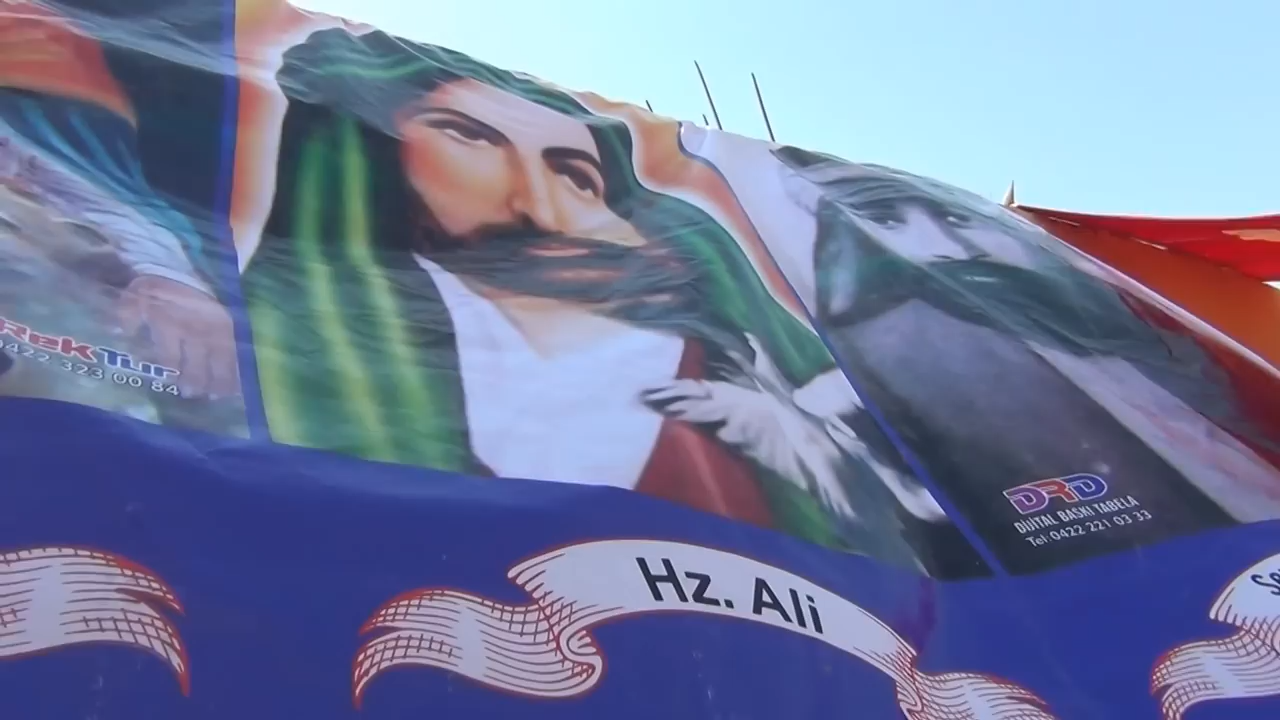 RekTur
0422 323 00 84
DRD
DİJİTAL BASKI TABELA
Tel: 0422 221 03 33
Hz. Ali